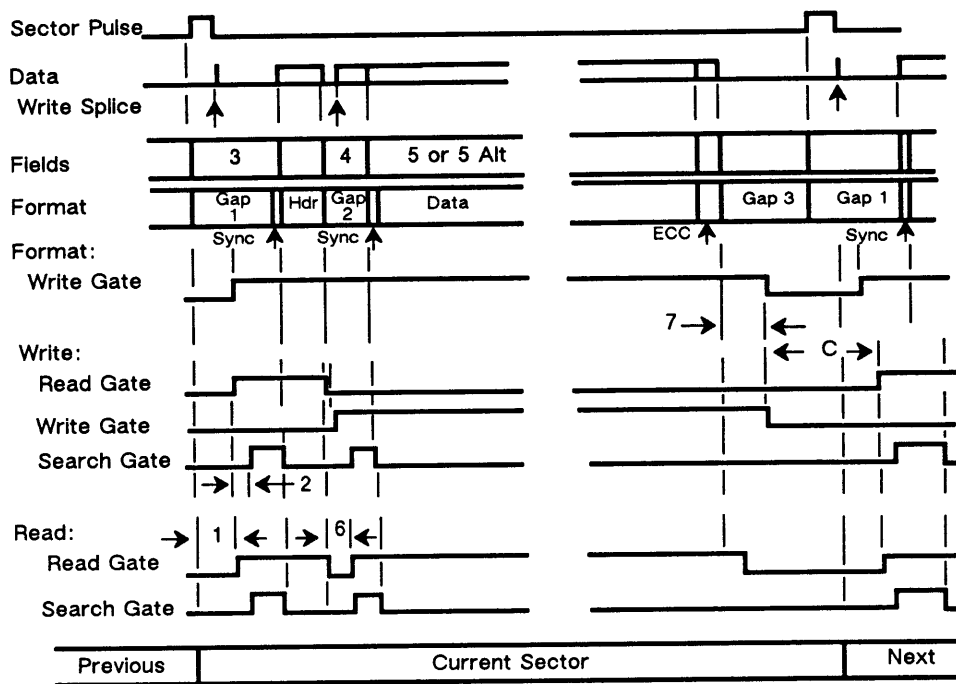 Sector Pulse
Data
Write Splice
Fields 3 4 5 or 5 Alt
Format Gap 1 Hdr Gap 2 Data Gap 3 Gap 1
Sync Sync ECC Sync
Format:
Write Gate
7
Write: C
Read Gate
Write Gate
Search Gate
2
Read: 1 6
Read Gate
Search Gate
Previous Current Sector Next